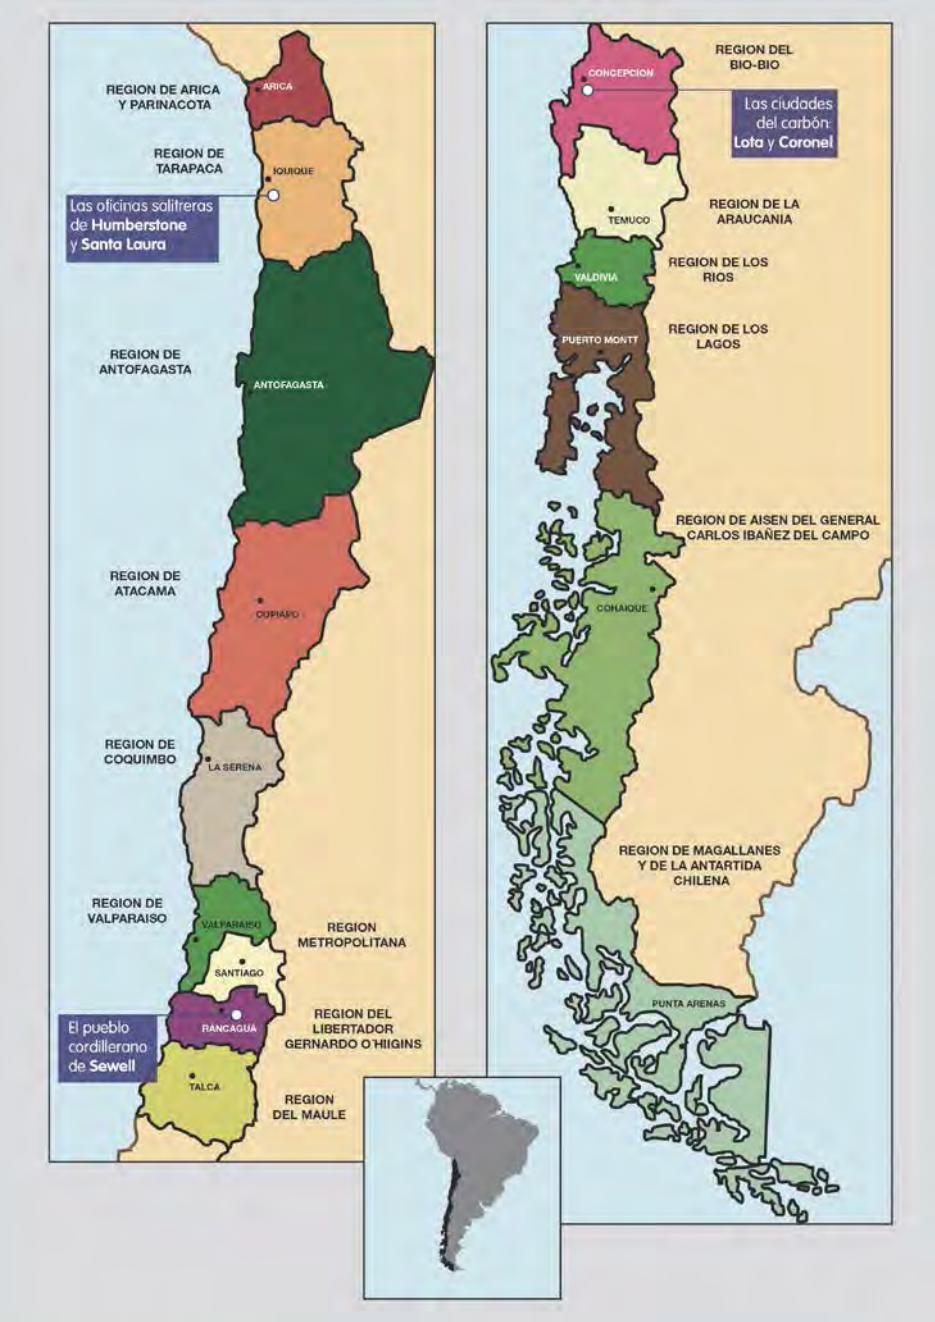 REGION DE ARICA
Y PARINACOTA
ARICA
REGION DE
TARAPACA
IQUIQUE
Las oficinas salitreras
de Humberstone
y Santa Laura
REGION DE
ANTOFAGASTA
ANTOFAGASTA
REGION DE
ATACAMA
COPIAPO
REGION DE
COQUIMBO
LA SERENA
REGION DE
VALPARAISO
VALPARAISO
REGION
METROPOLITANA
SANTIAGO
El pueblo
cordillerano
de Sewell
RANCAGUA
REGION DEL
LIBERTADOR
GERNARDO O'HIIGINS
TALCA
REGION
DEL MAULE
REGION DEL
BIO-BIO
CONCEPCION
Las ciudades
del carbón:
Lota y Coronel
REGION DE LA
ARAUCANIA
TEMUCO
REGION DE LOS
RIOS
VALDIVIA
REGION DE LOS
LAGOS
PUERTO MONTT
REGION DE AISEN DEL GENERAL
CARLOS IBAÑEZ DEL CAMPO
COHAIQUE
REGION DE MAGALLANES
Y DE LA ANTARTIDA
CHILENA
PUNTA ARENAS